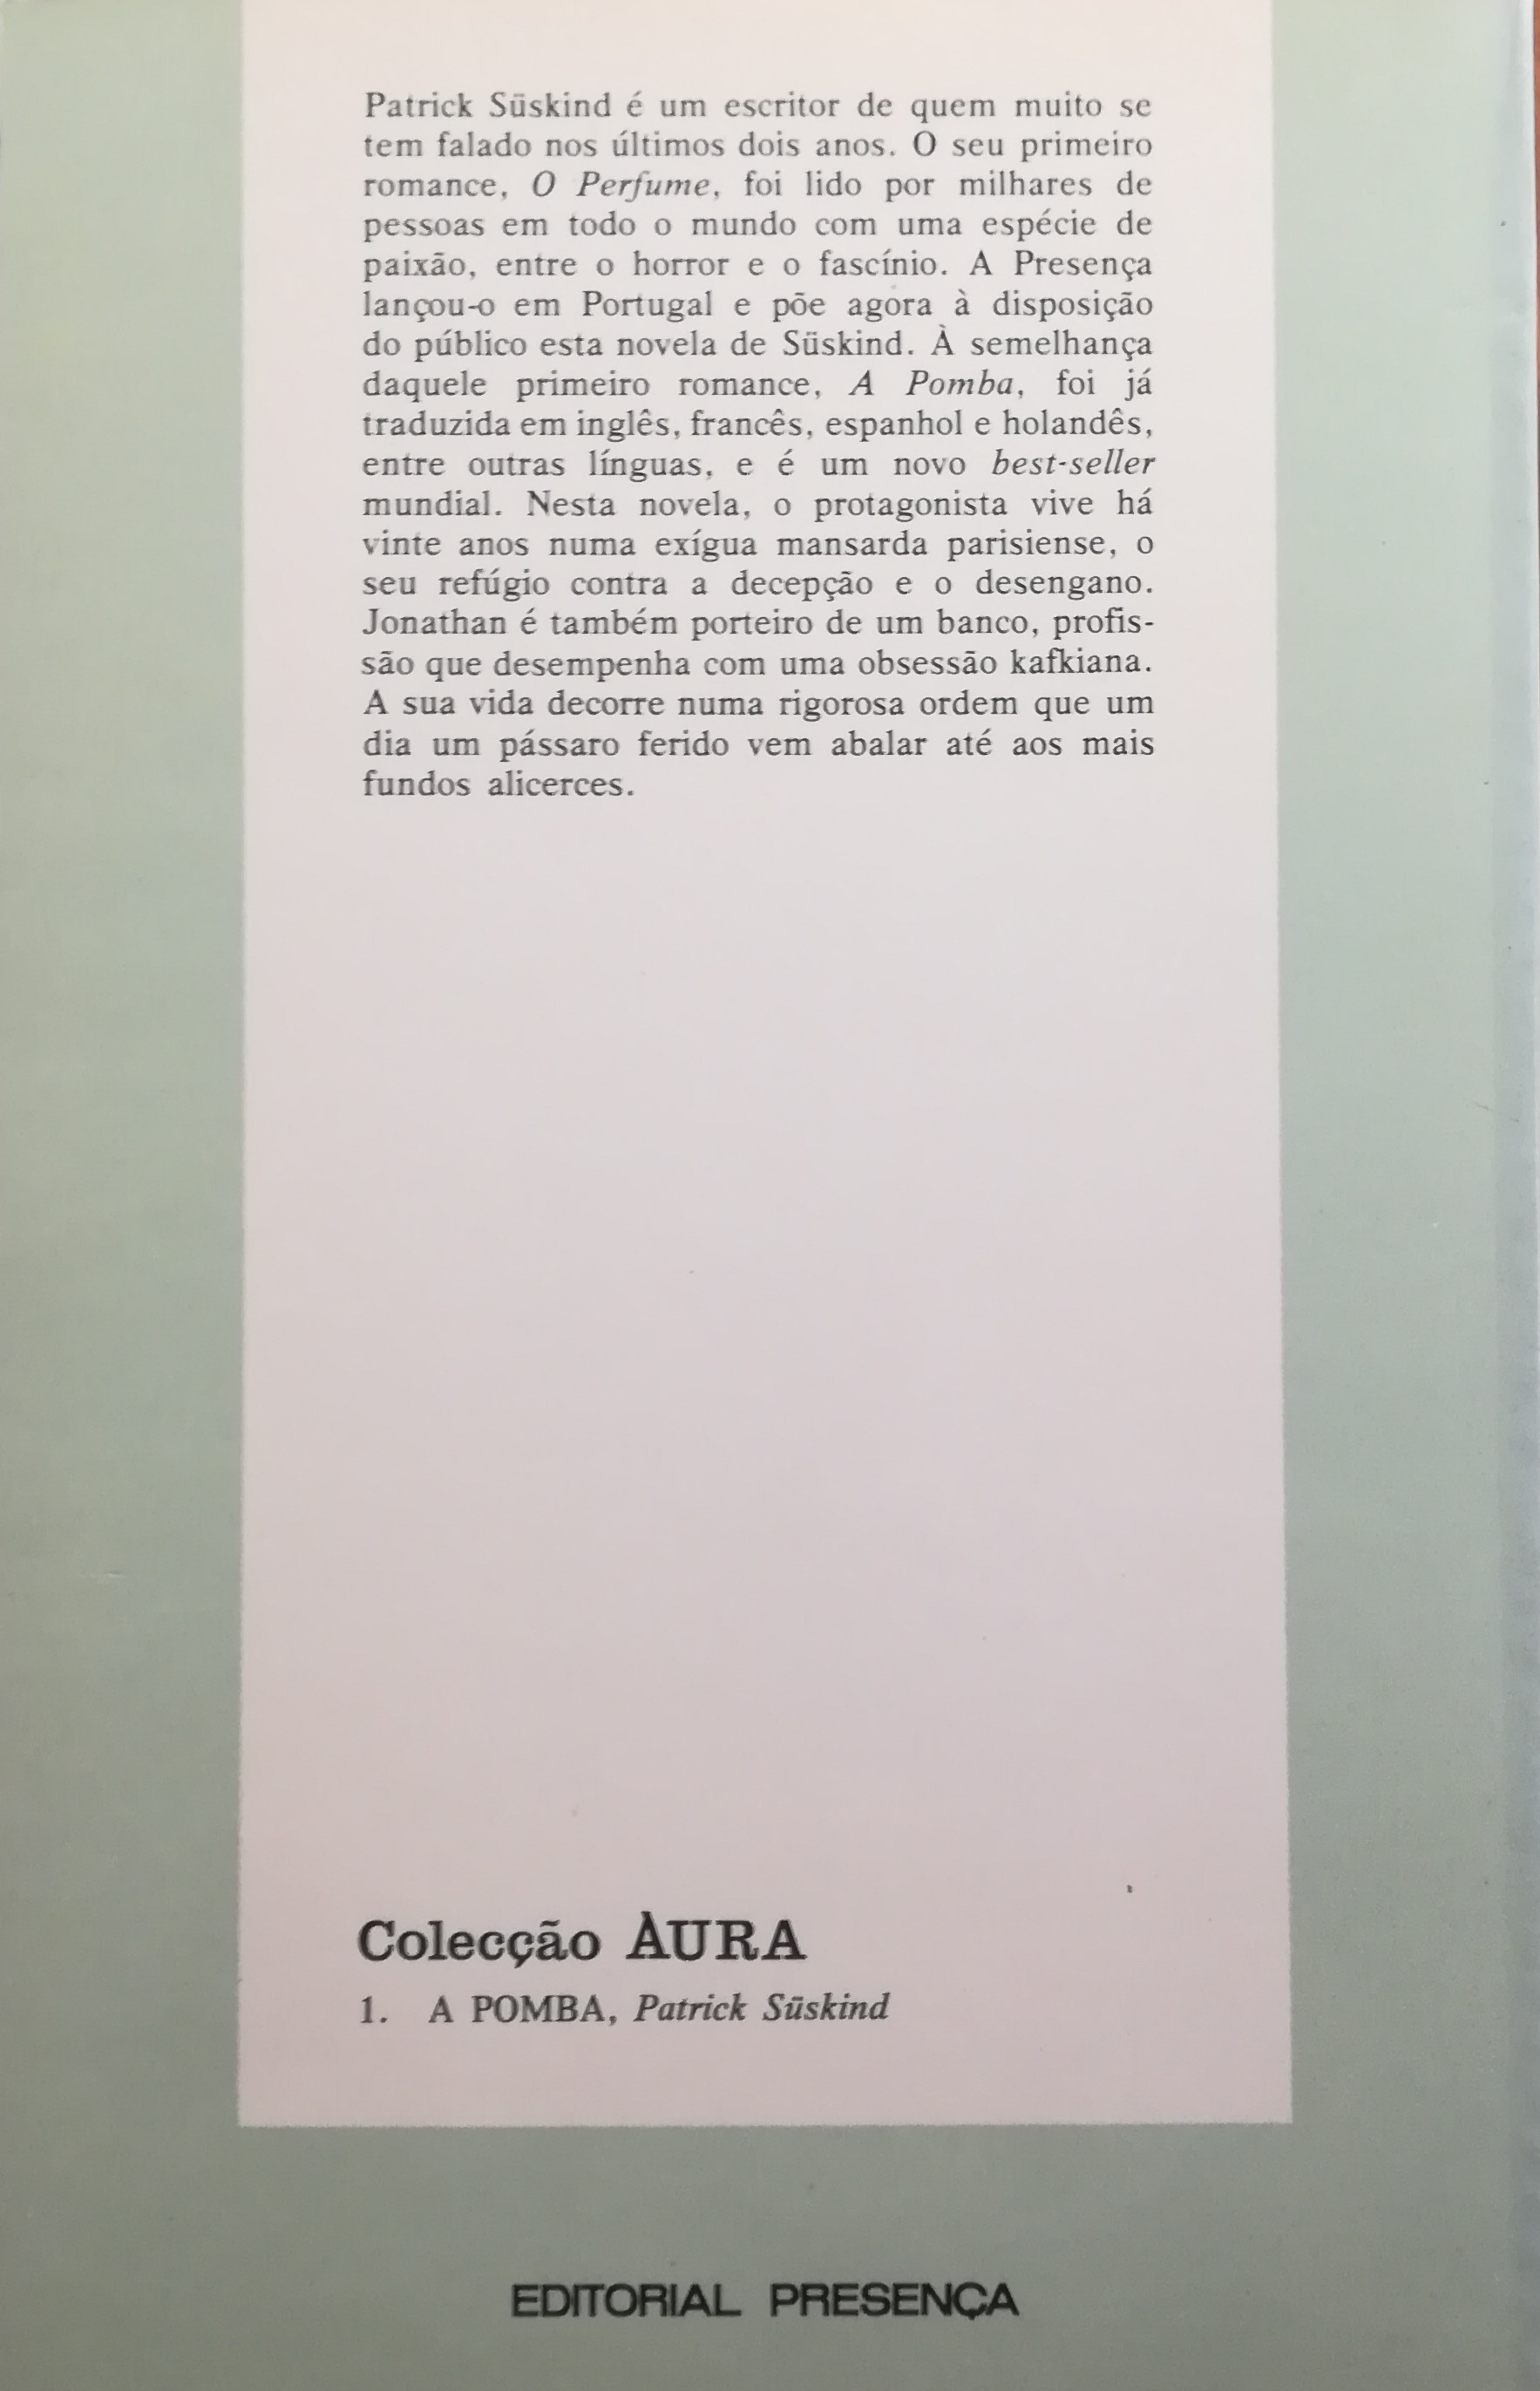 Patrick Süskind é um escritor de quem muito se
tem falado nos últimos dois anos. O seu primeiro
romance, O Perfume, foi lido por milhares de
pessoas em todo o mundo com uma espécie de
paixão, entre o horror e o fascínio. A Presença
lançou-o em Portugal e põe agora à disposição
do público esta novela de Süskind. À semelhança
daquele primeiro romance, A Pomba, foi já
traduzida em inglês, francês, espanhol e holandês,
entre outras línguas, e é um novo best-seller
mundial. Nesta novela, o protagonista vive há
vinte anos numa exígua mansarda parisiense, o
seu refúgio contra a decepção e o desengano.
Jonathan é também porteiro de um banco, profis-
são que desempenha com uma obsessão kafkiana.
A sua vida decorre numa rigorosa ordem que um
dia um pássaro ferido vem abalar até aos mais
fundos alicerces.
Colecção AURA
1. A POMBA, Patrick Süskind
EDITORIAL PRESENÇA